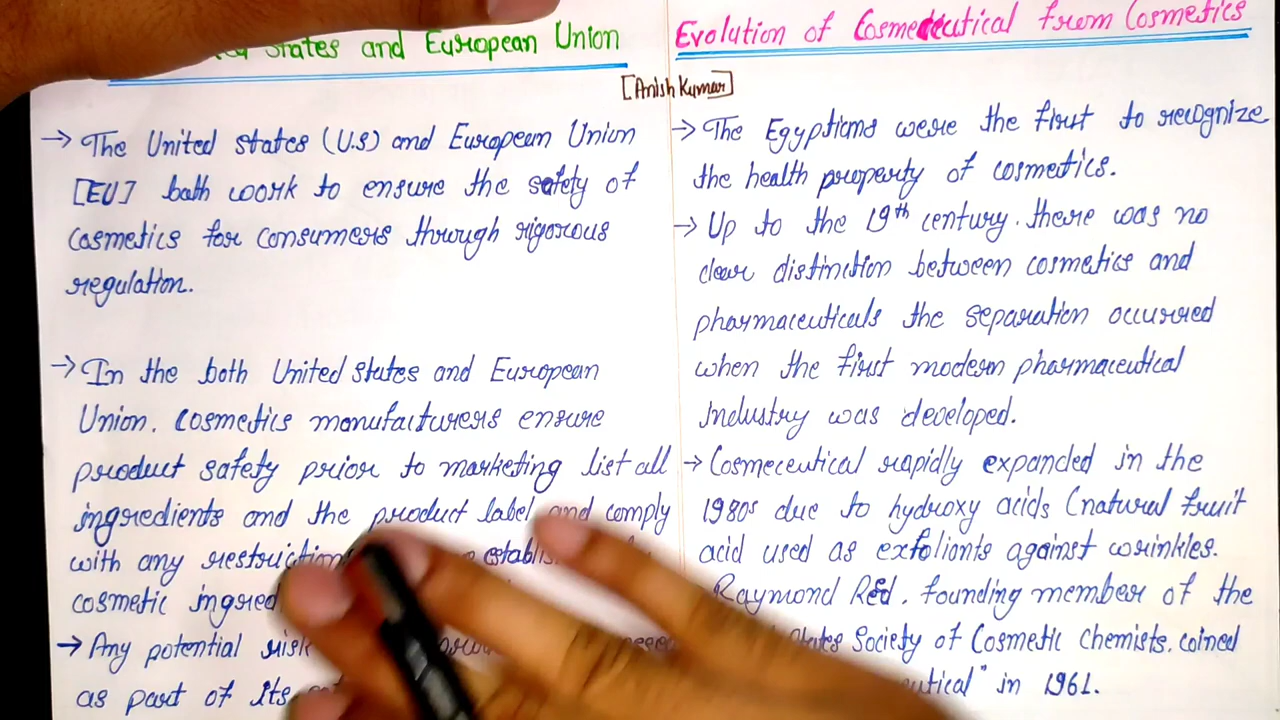 States and European Union
→ The United states (U.S) and European Union
[EU] bath work to ensure the safety of
Cosmetics for consumers through rigorous
regulation.
→ In the both United states and European
Union. Cosmetics manufacturers ensure
product safety prior to marketing list all
ingredients and the product label and comply
with any
cosmetic
→ Any potential risk
as part of Its
Evolution of Cosmeceutical from Cosmetics
[Anish Kumar]
→ The Egyptians were the first to recognize
the health property of cosmetics.
→ Up to the 19th century. there was no
clear distinction between cosmetics and
pharmaceuticals the separation occurred
when the first modern pharmaceutical
Industry was developed.
→ Cosmeceutical rapidly expanded in the
1980s due to hydroxy acids (natural fruit
acid used as exfoliants against wrinkles.
Raymond Red. founding member of the
States Society of Cosmetic chemists. coined
in 1961.